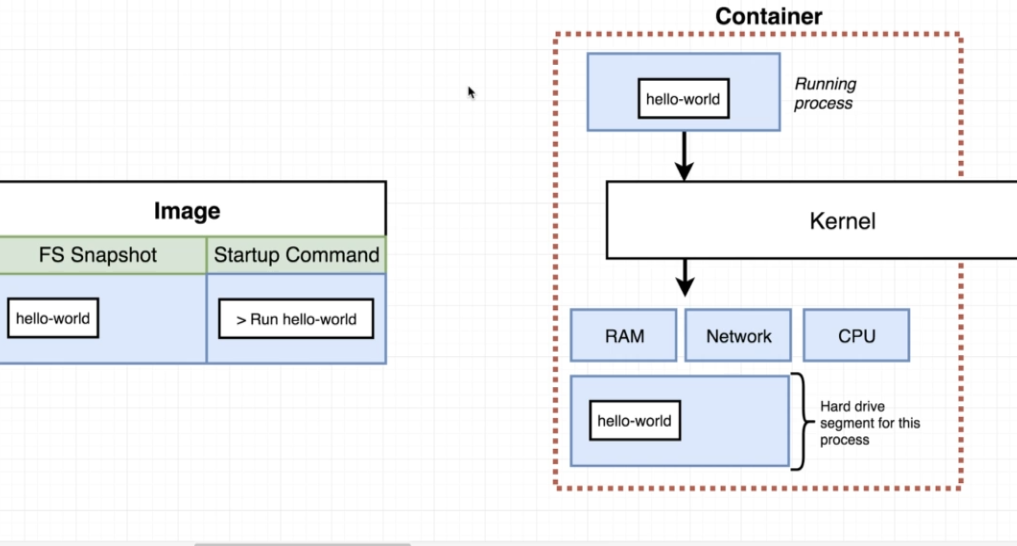 Container
hello-world
Running
process
Image
Kernel
FS Snapshot
Startup Command
hello-world
> Run hello-world
RAM
Network
CPU
hello-world
Hard drive
segment for this
process